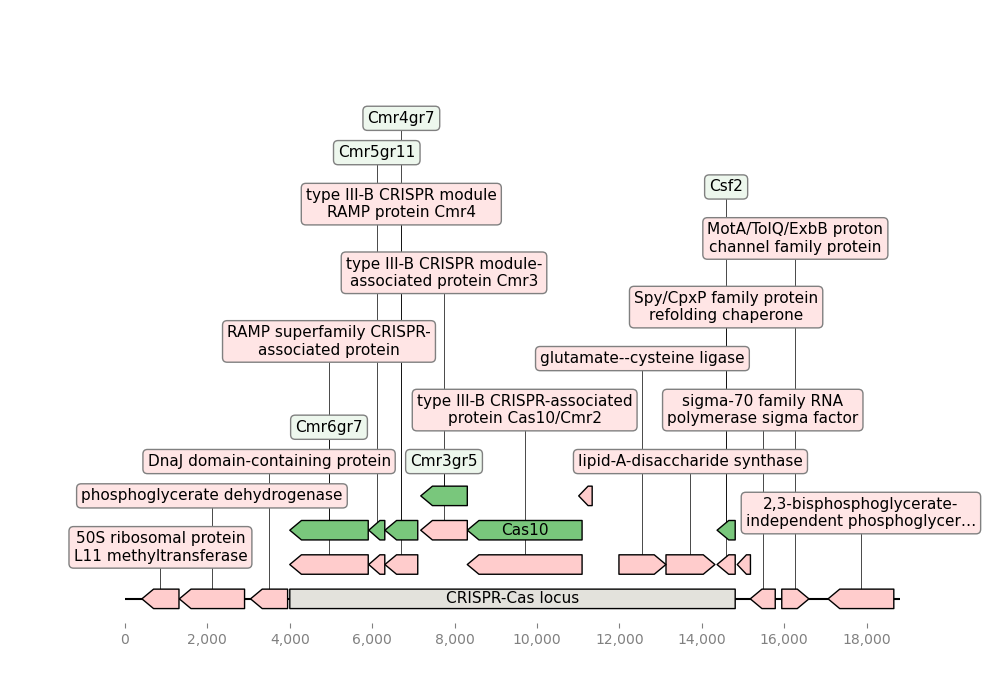 Cmr4gr7
Cmr5gr11
Csf2
type III-B CRISPR module
RAMP protein Cmr4
MotA/TolQ/ExbB proton
channel family protein
type III-B CRISPR module-
associated protein Cmr3
Spy/CpxP family protein
refolding chaperone
RAMP superfamily CRISPR-
associated protein
glutamate--cysteine ligase
type III-B CRISPR-associated
protein Cas10/Cmr2
sigma-70 family RNA
polymerase sigma factor
Cmr6gr7
DnaJ domain-containing protein
Cmr3gr5
lipid-A-disaccharide synthase
phosphoglycerate dehydrogenase
2,3-bisphosphoglycerate-
independent phosphoglycer...
50S ribosomal protein
L11 methyltransferase
Cas10
CRISPR-Cas locus
0 2,000 4,000 6,000 8,000 10,000 12,000 14,000 16,000 18,000